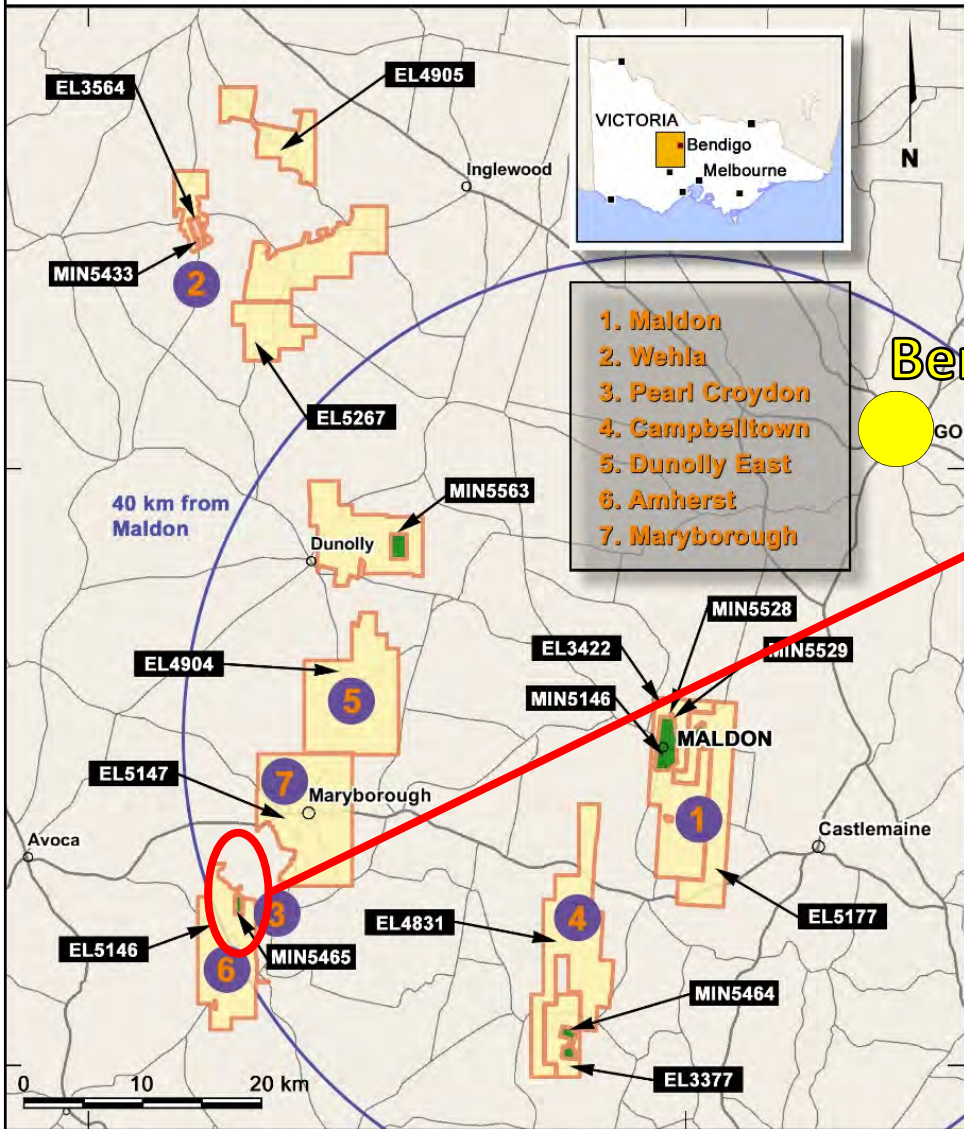 EL4905
EL3564
VICTORIA
Bendigo
Melbourne
N
Inglewood
MIN5433
2
1. Maldon
2. Wehla
3. Pearl Croydon
4. Campbelltown
5. Dunolly East
6. Amherst
7. Maryborough
Ben
GO
EL5267
40 km from
Maldon
MIN5563
Dunolly
MIN5528
EL4904
EL3422
MIN5529
MIN5146
5
MALDON
EL5147
7
Maryborough
1
Castlemaine
Avoca
3
4
EL5177
EL4831
EL5146
MIN5465
6
MIN5464
EL3377
0 10 20 km